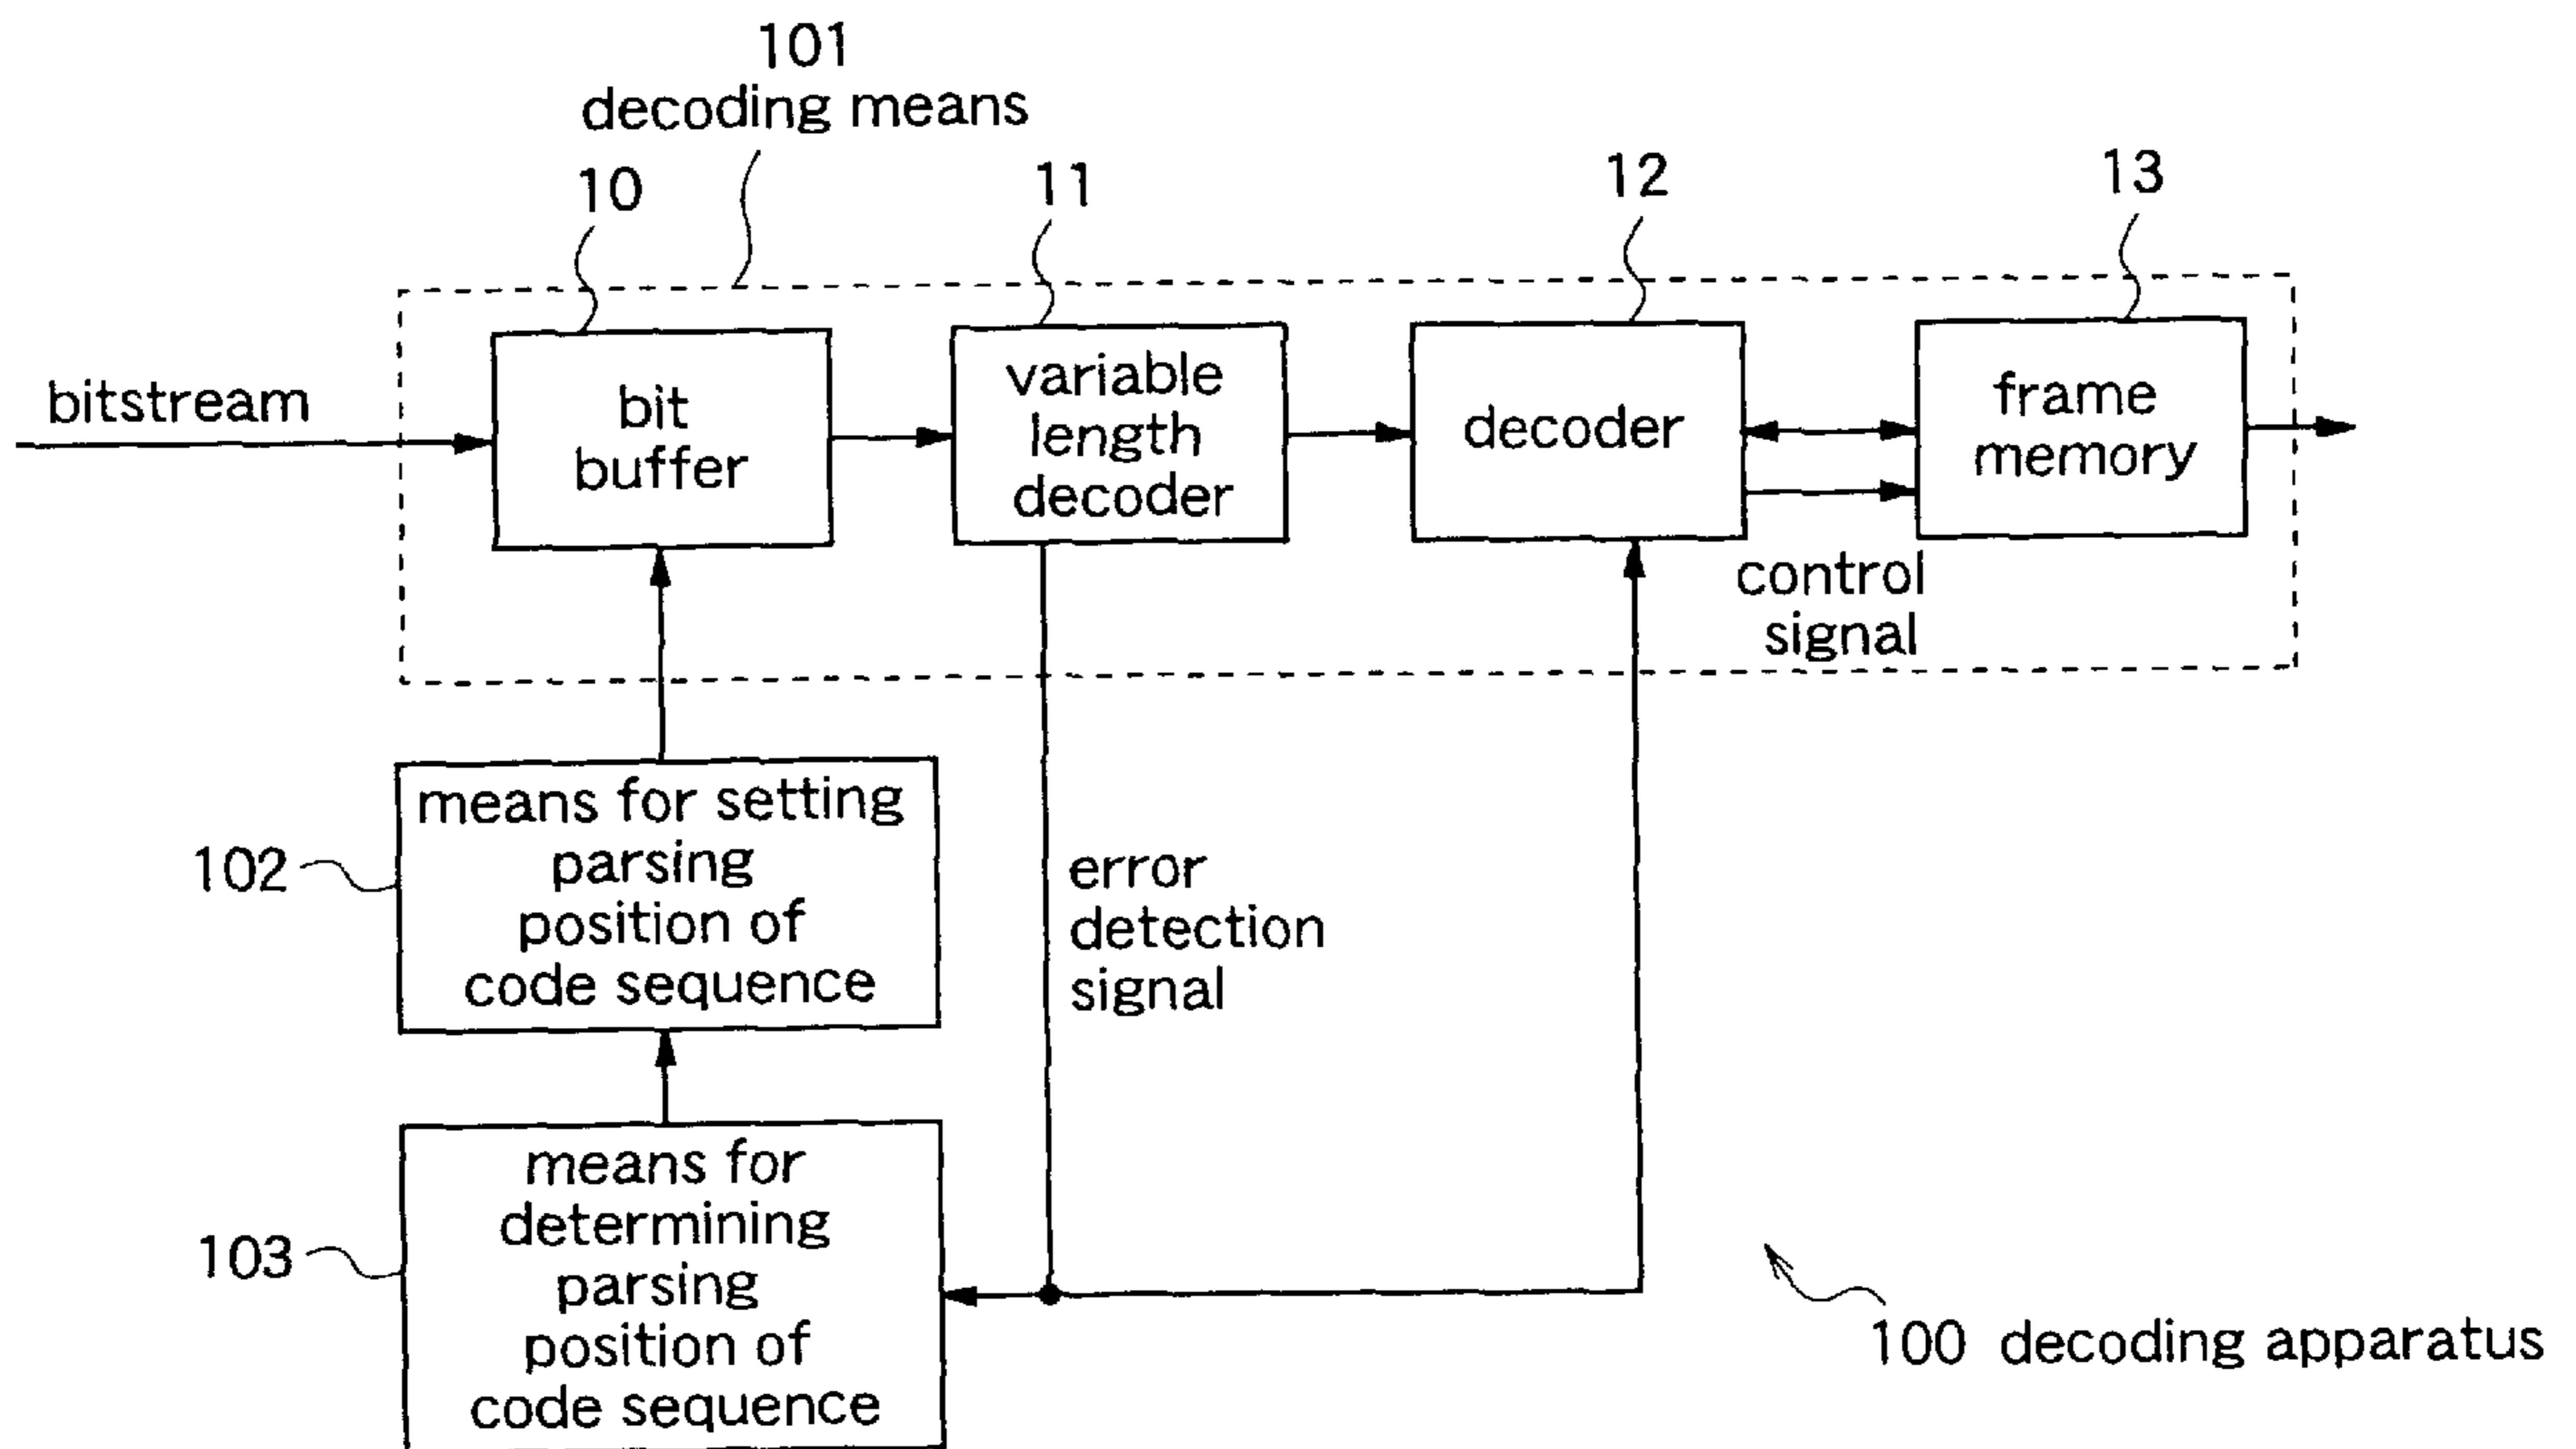 101
decoding means
10
11
12
13
bitstream
bit
buffer
variable
length
decoder
decoder
frame
memory
control
signal
102
means for setting
parsing
position of
code sequence
error
detection
signal
103
means for
determining
parsing
position of
code sequence
100 decoding apparatus